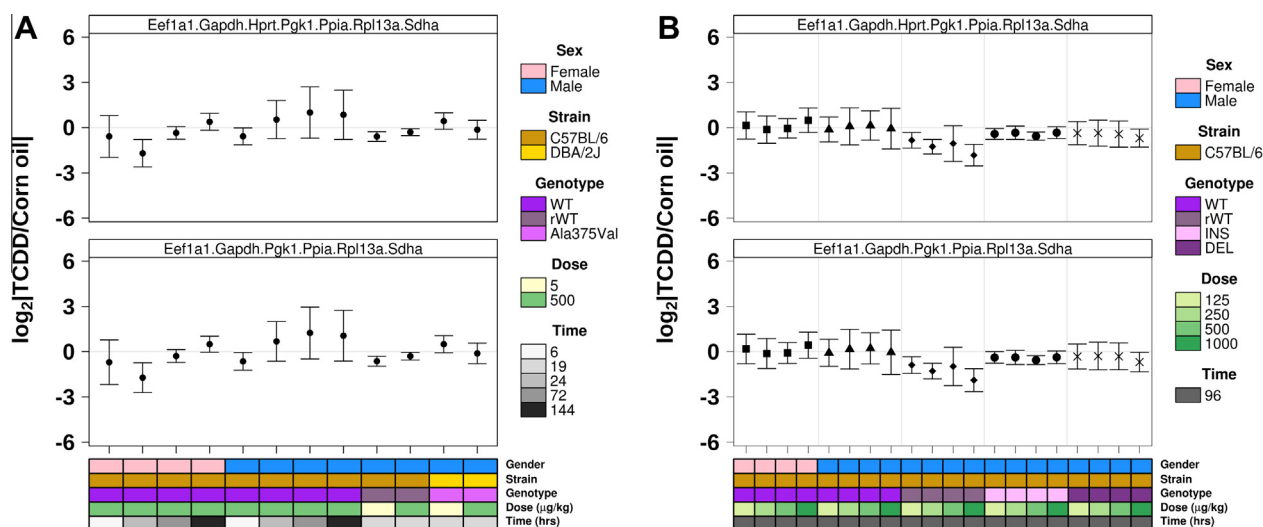 A
Eef1a1.Gapdh.Hprt.Pgk1.Ppia.Rpl13a.Sdha
6
3
0
-3
-6
Eef1a1.Gapdh.Pgk1.Ppia.Rpl13a.Sdha
6
3
0
-3
-6
log2|TCDD/Corn oil|
Sex
Female
Male
Strain
C57BL/6
DBA/2J
Genotype
WT
rWT
Ala375Val
Dose
5
500
Time
6
19
24
72
144
Gender
Strain
Genotype
Dose (µg/kg)
Time (hrs)
B
Eef1a1.Gapdh.Hprt.Pgk1.Ppia.Rpl13a.Sdha
6
3
0
-3
-6
Eef1a1.Gapdh.Pgk1.Ppia.Rpl13a.Sdha
6
3
0
-3
-6
log2|TCDD/Corn oil|
Sex
Female
Male
Strain
C57BL/6
Genotype
WT
rWT
INS
DEL
Dose
125
250
500
1000
Time
96
Gender
Strain
Genotype
Dose (µg/kg)
Time (hrs)